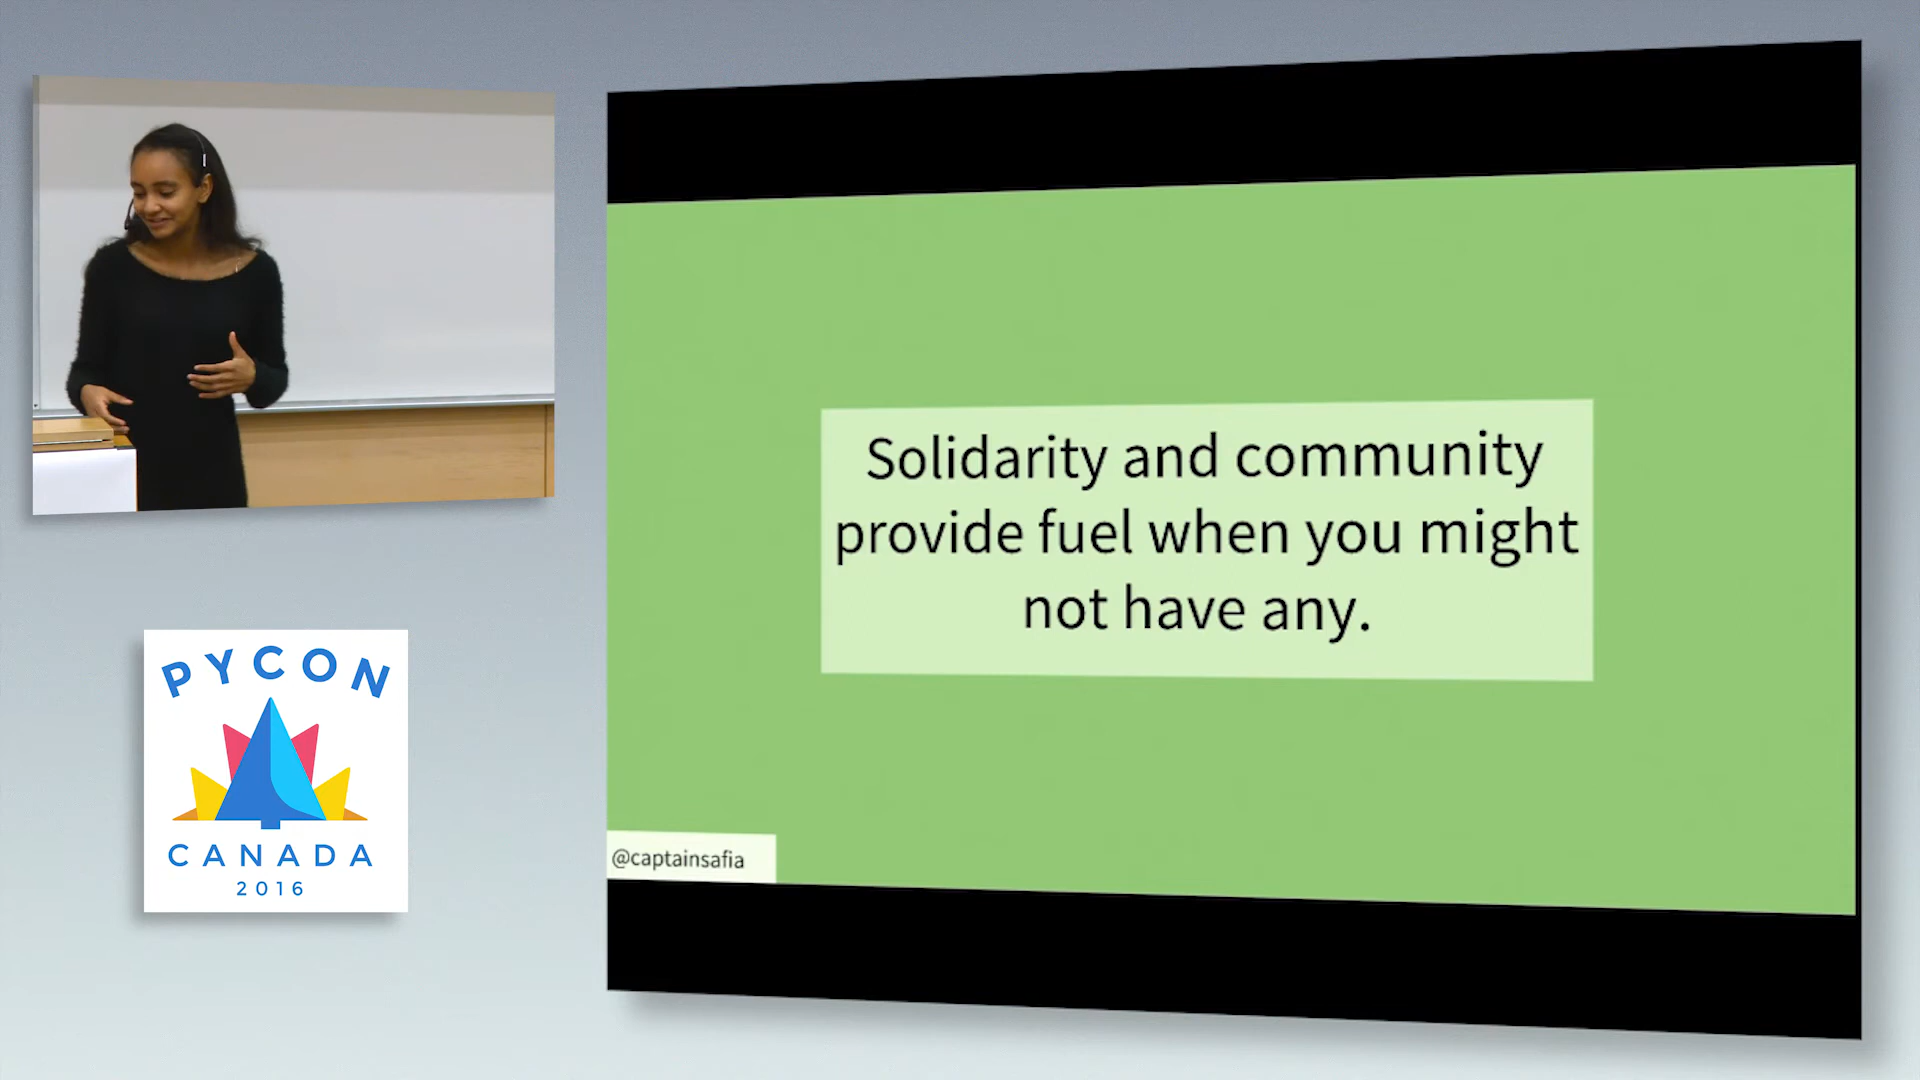 Solidarity and community
provide fuel when you might
not have any.
@captainsafia
PYCON
CANADA
2016